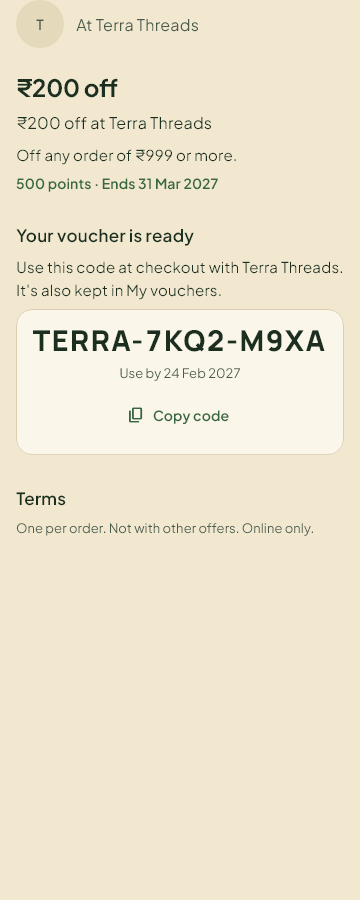 T
At Terra Threads
₹200 off
₹200 off at Terra Threads
Off any order of ₹999 or more.
500 points · Ends 31 Mar 2027
Your voucher is ready
Use this code at checkout with Terra Threads.
It's also kept in My vouchers.
TERRA-7KQ2-M9XA
Use by 24 Feb 2027
Copy code
Terms
One per order. Not with other offers. Online only.